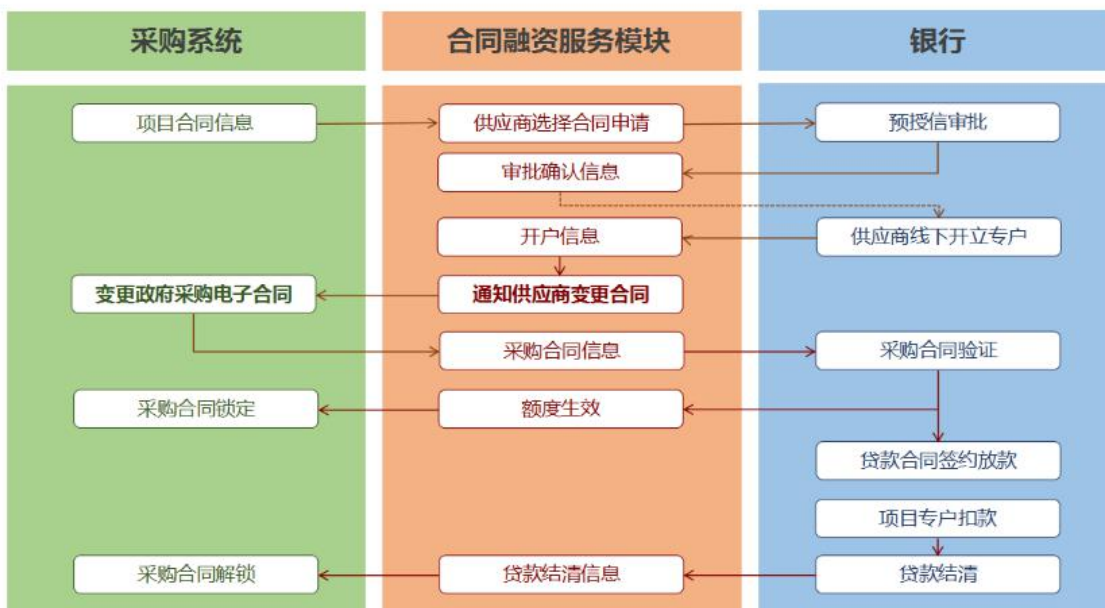 采购系统
合同融资服务模块
银行
项目合同信息
供应商选择合同申请
预授信审批
审批确认信息
开户信息
供应商线下开立专户
变更政府采购电子合同
通知供应商变更合同
采购合同信息
采购合同验证
采购合同锁定
额度生效
贷款合同签约放款
项目专户扣款
采购合同解锁
贷款结清信息
贷款结清